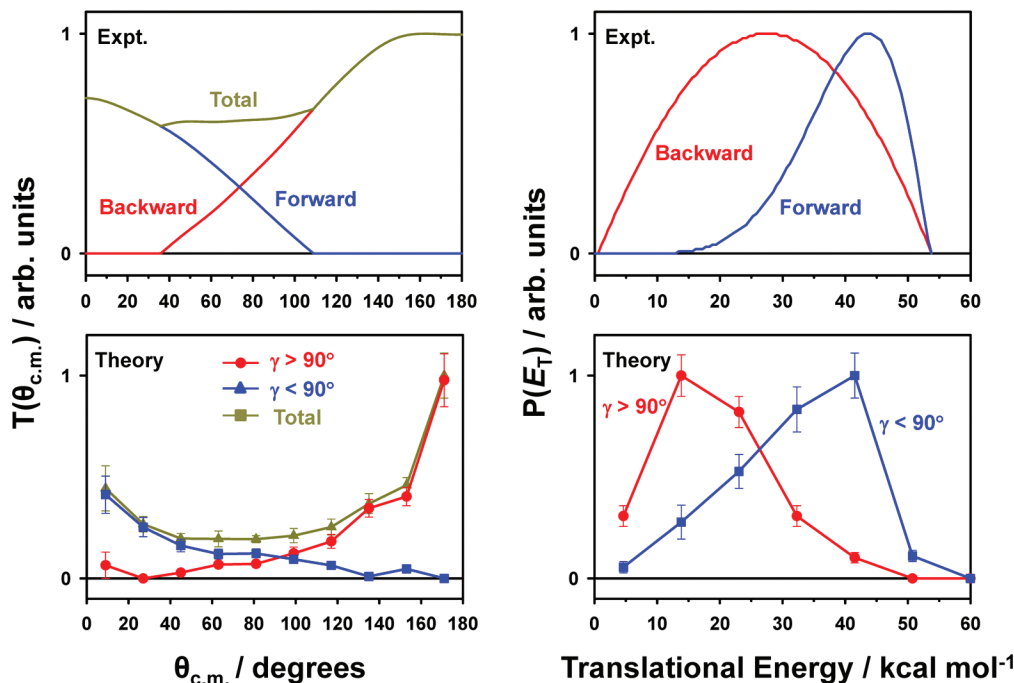 Expt.
1
Total
Backward
Forward
0
0 20 40 60 80 100 120 140 160 180
Expt.
1
Backward
Forward
0
0 10 20 30 40 50 60
T(θc.m.) / arb. units
P(ET) / arb. units
Theory
γ > 90°
γ < 90°
Total
1
0
0 20 40 60 80 100 120 140 160 180
θc.m. / degrees
Theory
1
γ > 90°
γ < 90°
0
0 10 20 30 40 50 60
Translational Energy / kcal mol-1